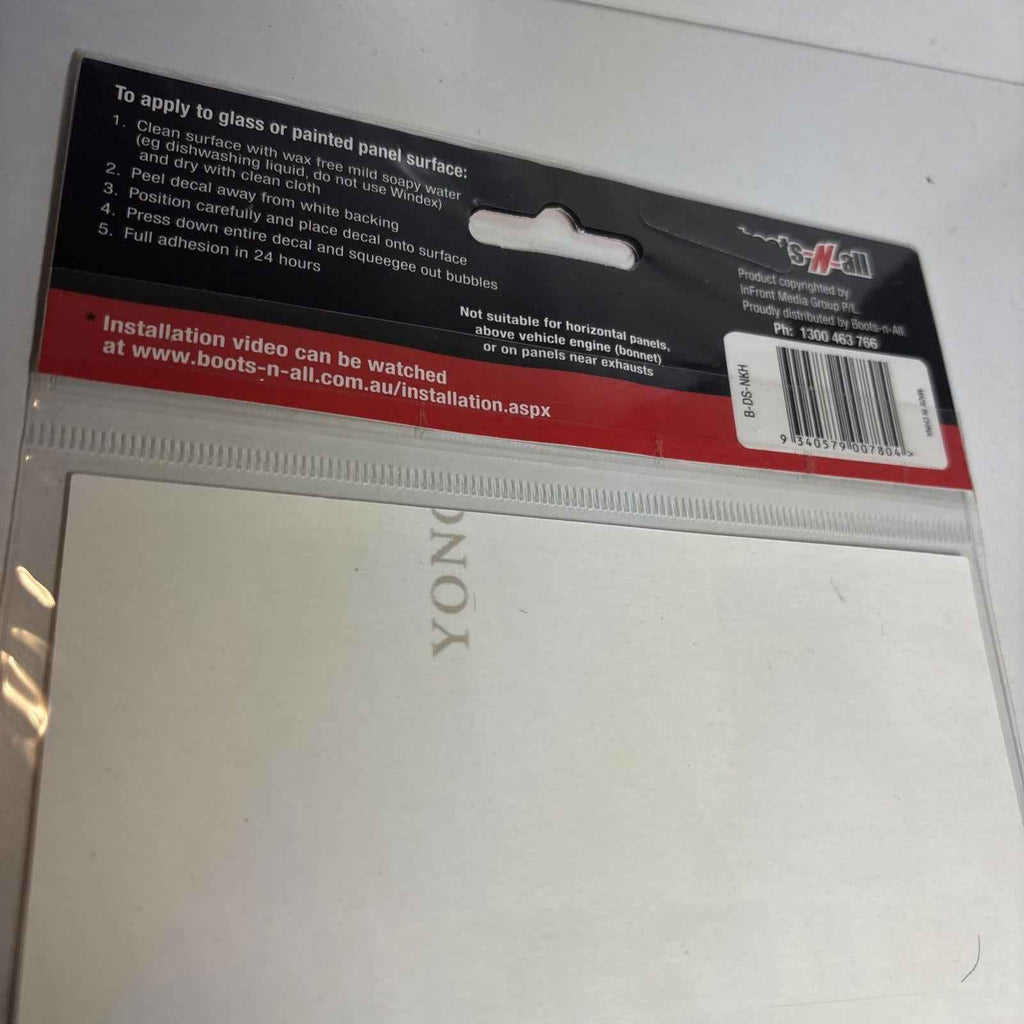 To apply to glass or painted panel surface:
1. Clean surface with wax free mild soapy water
(eg dishwashing liquid, do not use Windex)
and dry with clean cloth
2. Peel decal away from white backing
3. Position carefully and place decal onto surface
4. Press down entire decal and squeegee out bubbles
5. Full adhesion in 24 hours
Not suitable for horizontal panels,
above vehicle engine (bonnet)
or on panels near exhausts
* Installation video can be watched
at www.boots-n-all.com.au/installation.aspx
Boots-N-all
Product copyrighted by
InFront Media Group P/L.
Proudly distributed by Boots-n-All.
Ph: 1300 463 766
B-DS-NKH
MADE IN CHINA
9 340579 007804 >
YONG